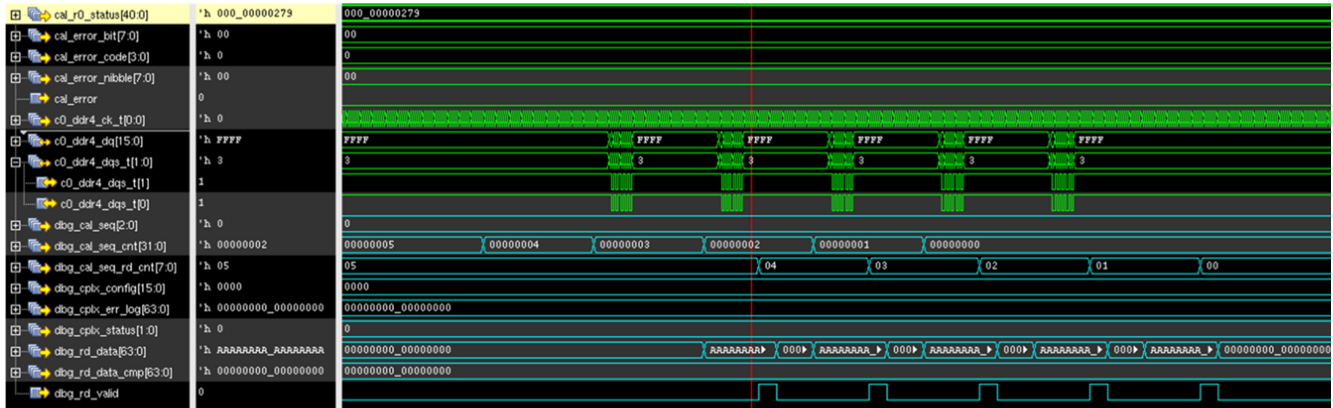 cal_r0_status[40:0] 'h 000_00000279 000_00000279
cal_error_bit[7:0] 'h 00 00
cal_error_code[3:0] 'h 0 0
cal_error_nibble[7:0] 'h 00 00
cal_error 0
c0_ddr4_ck_t[0:0] 'h 0
c0_ddr4_dq[15:0] 'h FFFF FFFF FFFF FFFF FFFF FFFF FFFF
c0_ddr4_dqs_t[1:0] 'h 3 3 3 3 3 3 3
c0_ddr4_dqs_t[1] 1
c0_ddr4_dqs_t[0] 1
dbg_cal_seq[2:0] 'h 0 0
dbg_cal_seq_cnt[31:0] 'h 00000002 00000005 00000004 00000003 00000002 00000001 00000000
dbg_cal_seq_rd_cnt[7:0] 'h 05 05 04 03 02 01 00
dbg_cplx_config[15:0] 'h 0000 0000
dbg_cplx_err_log[63:0] 'h 00000000_00000000 00000000_00000000
dbg_cplx_status[1:0] 'h 0 0
dbg_rd_data[63:0] 'h AAAAAAAA_AAAAAAAA 00000000_00000000 AAAAAAAA 000 AAAAAAAA_ 000 AAAAAAAA_ 000 AAAAAAAA_ 000 AAAAAAAA_ 00000000_00000000
dbg_rd_data_cmp[63:0] 'h 00000000_00000000 00000000_00000000
dbg_rd_valid 0